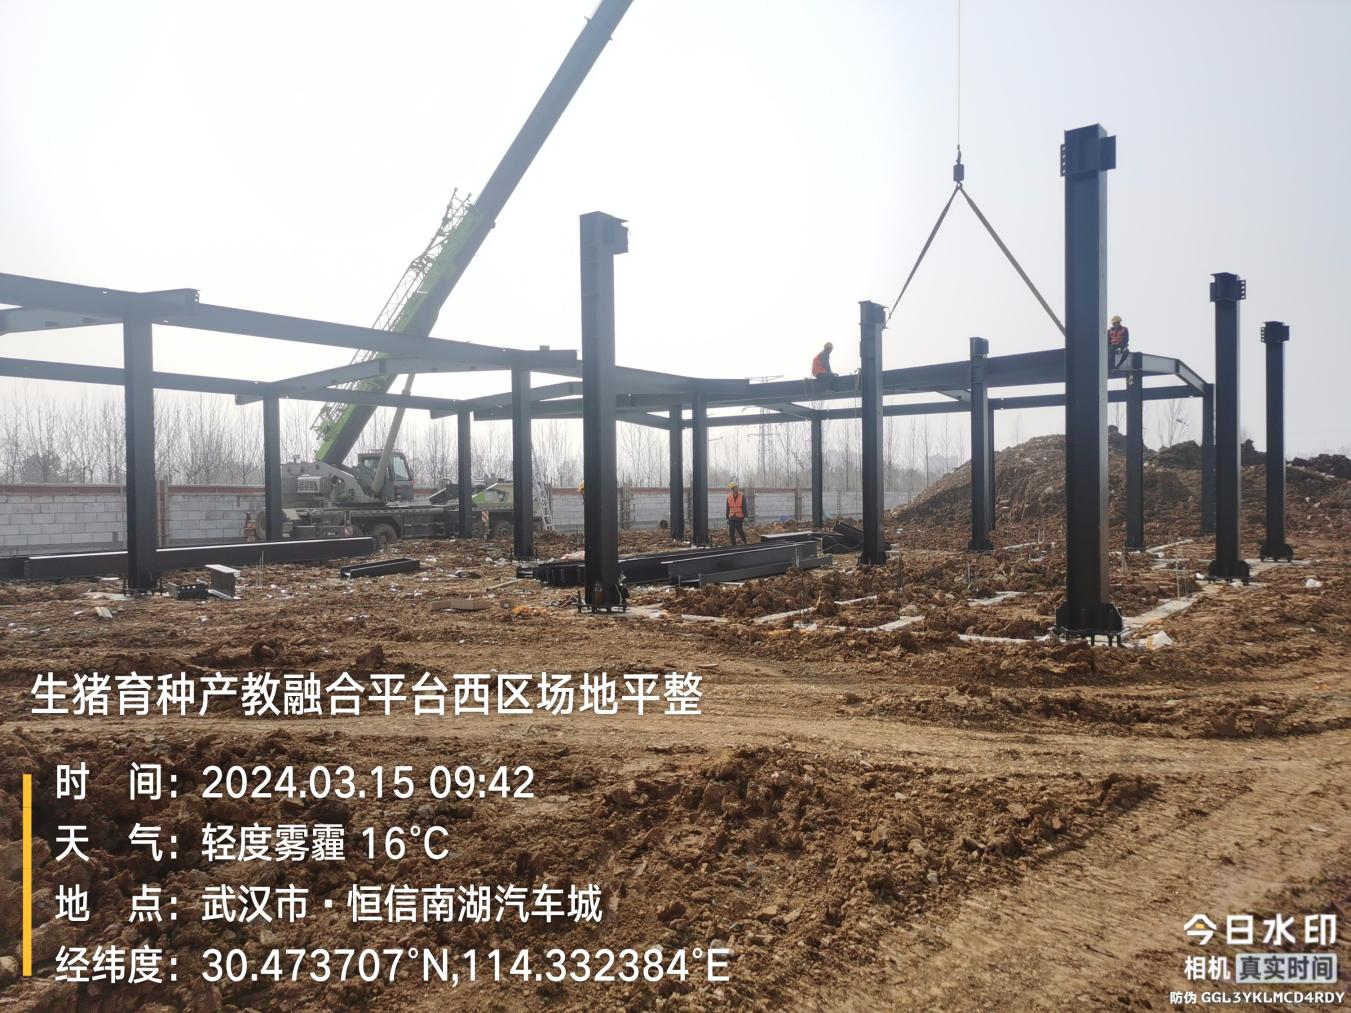 生猪育种产教融合平台西区场地平整
时 间：2024.03.15 09:42
天 气：轻度雾霾 16°C
地 点：武汉市·恒信南湖汽车城
经纬度：30.473707°N,114.332384°E
今日水印
相机 真实时间
防伪 GGL3YKLMCD4RDY